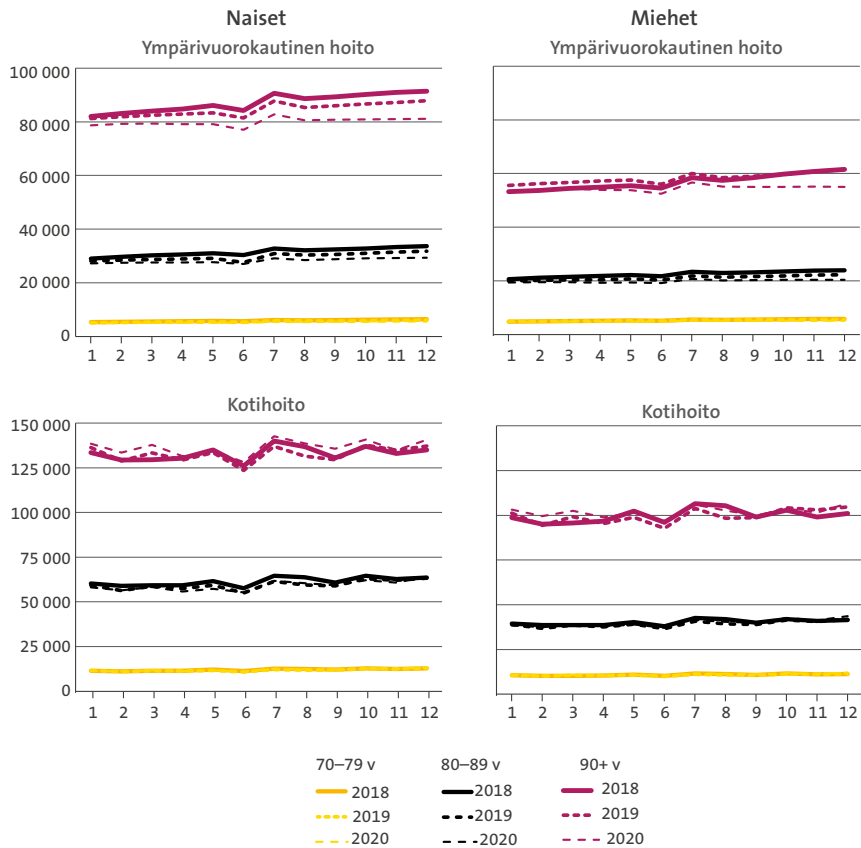 Naiset
Miehet
Ympärivuorokautinen hoito
Ympärivuorokautinen hoito
100 000
80 000
60 000
40 000
20 000
0
1 2 3 4 5 6 7 8 9 10 11 12
1 2 3 4 5 6 7 8 9 10 11 12
Kotihoito
Kotihoito
150 000
125 000
100 000
75 000
50 000
25 000
0
1 2 3 4 5 6 7 8 9 10 11 12
1 2 3 4 5 6 7 8 9 10 11 12
70–79 v 80–89 v 90+ v
2018 2018 2018
2019 2019 2019
2020 2020 2020